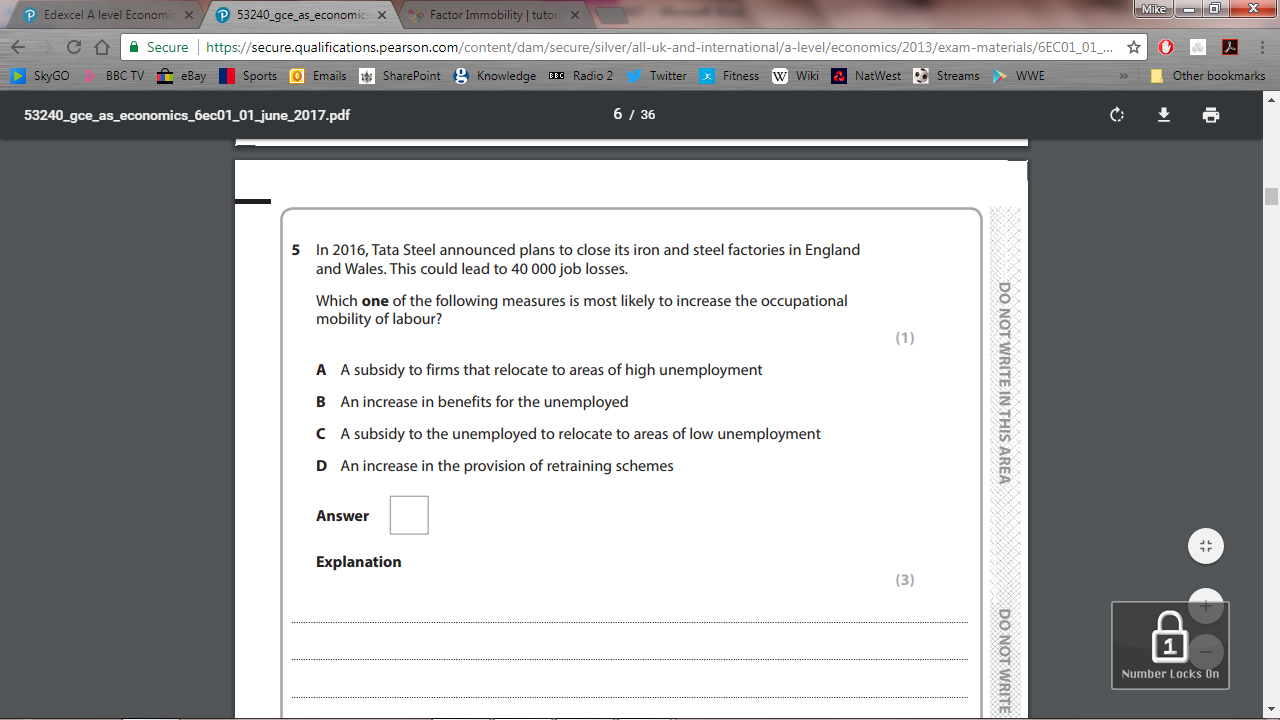 Mike
Edexcel A level Economic
53240_gce_as_economics
Factor Immobility | tutor
Secure
https://secure.qualifications.pearson.com/content/dam/secure/silver/all-uk-and-international/a-level/economics/2013/exam-materials/6EC01_01_...
SkyGO BBC TV eBay Sports Emails SharePoint Knowledge BBC Radio 2 Twitter Fitness W Wiki NatWest Streams WWE » Other bookmarks
53240_gce_as_economics_6ec01_01_june_2017.pdf
6 / 36
5 In 2016, Tata Steel announced plans to close its iron and steel factories in England
and Wales. This could lead to 40 000 job losses.
Which one of the following measures is most likely to increase the occupational
mobility of labour?
(1)
A A subsidy to firms that relocate to areas of high unemployment
B An increase in benefits for the unemployed
C A subsidy to the unemployed to relocate to areas of low unemployment
D An increase in the provision of retraining schemes
Answer
Explanation
(3)
DO NOT WRITE IN THIS AREA
DO NOT WRITE
1
Number Locks On